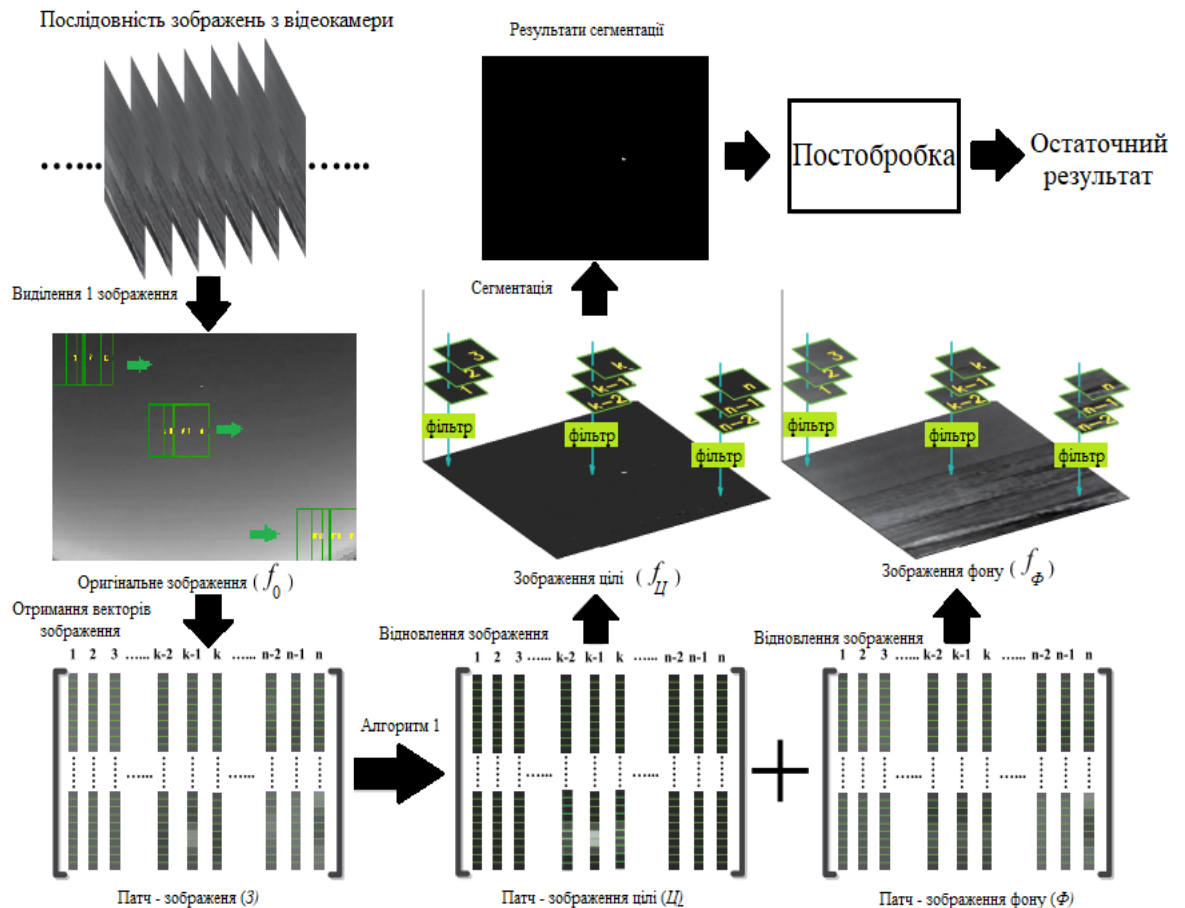 Послідовність зображень з відеокамери
Результати сегментації
Постобробка
Остаточний
результат
Виділення 1 зображення
Сегментація
3
2
1
фільтр
k
k-1
k-2
фільтр
n
n-1
n-2
фільтр
3
2
1
фільтр
k
k-1
k-2
фільтр
n
n-1
n-2
фільтр
Оригінальне зображення ( f0 )
Зображення цілі ( fЦ )
Зображення фону ( fФ )
Отримання векторів
зображення
Відновлення зображення
Відновлення зображення
1 2 3 ...... k-2 k-1 k ...... n-2 n-1 n
1 2 3 ...... k-2 k-1 k ...... n-2 n-1 n
1 2 3 ...... k-2 k-1 k ...... n-2 n-1 n
Алгоритм 1
+
Патч - зображеня (З)
Патч - зображення цілі (Ц)
Патч - зображення фону (Ф)